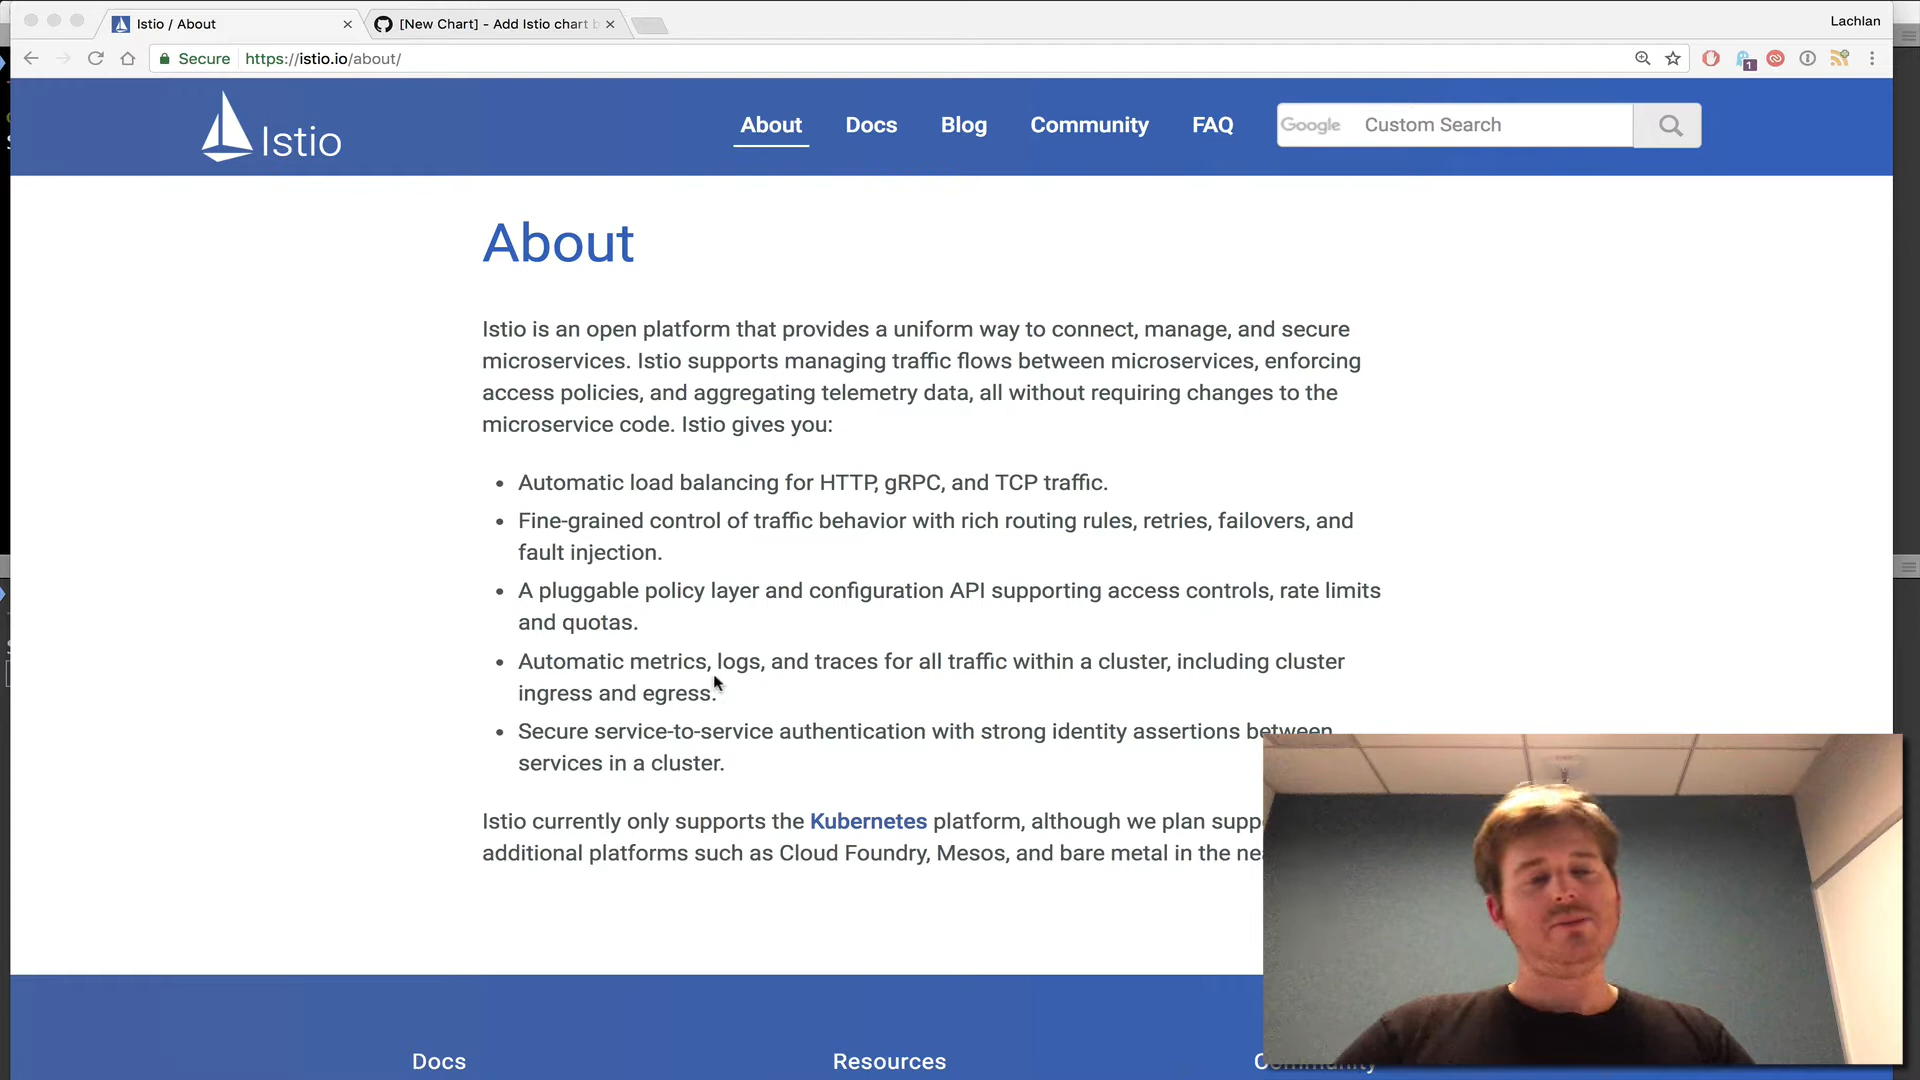 Istio / About
[New Chart] - Add Istio chart b
Lachlan
Secure
https://istio.io/about/
1
Istio
About
Docs
Blog
Community
FAQ
Google Custom Search
About
Istio is an open platform that provides a uniform way to connect, manage, and secure
microservices. Istio supports managing traffic flows between microservices, enforcing
access policies, and aggregating telemetry data, all without requiring changes to the
microservice code. Istio gives you:
Automatic load balancing for HTTP, gRPC, and TCP traffic.
Fine-grained control of traffic behavior with rich routing rules, retries, failovers, and
fault injection.
A pluggable policy layer and configuration API supporting access controls, rate limits
and quotas.
Automatic metrics, logs, and traces for all traffic within a cluster, including cluster
ingress and egress.
Secure service-to-service authentication with strong identity assertions between
services in a cluster.
Istio currently only supports the Kubernetes platform, although we plan supp
additional platforms such as Cloud Foundry, Mesos, and bare metal in the nea
Docs
Resources
Community